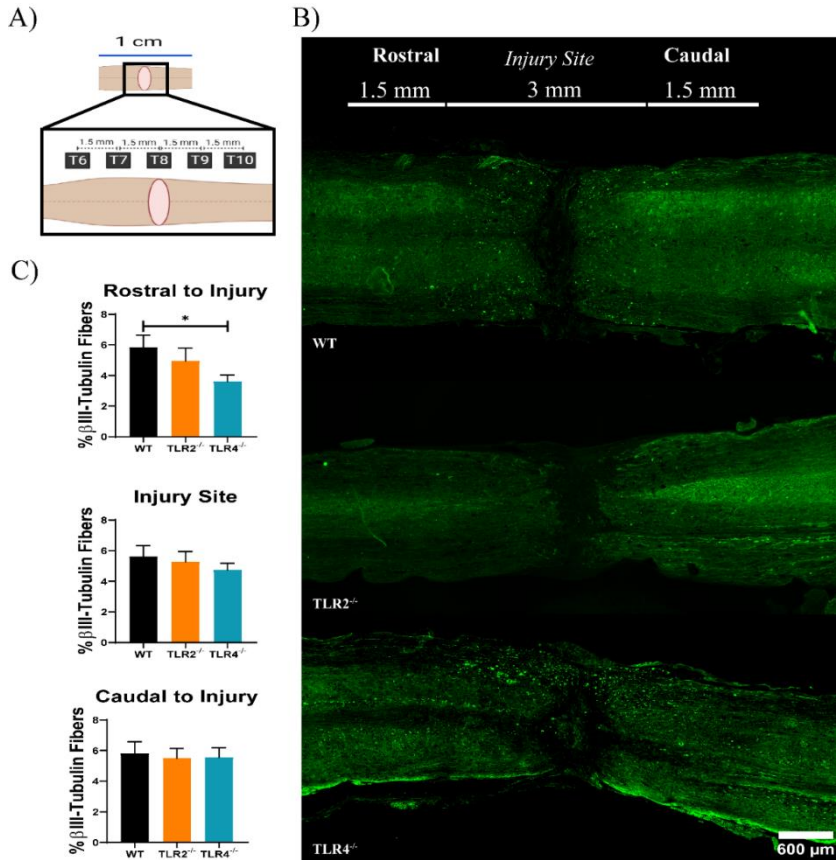 A)
1 cm
1.5 mm 1.5 mm 1.5 mm 1.5 mm
T6 T7 T8 T9 T10
B)
Rostral Injury Site Caudal
1.5 mm 3 mm 1.5 mm
WT
TLR2-/-
TLR4-/-
600 µm
C)
Rostral to Injury
%βIII-Tubulin Fibers
8
6
4
2
0
*
WT TLR2-/- TLR4-/-
Injury Site
%βIII-Tubulin Fibers
8
6
4
2
0
WT TLR2-/- TLR4-/-
Caudal to Injury
%βIII-Tubulin Fibers
8
6
4
2
0
WT TLR2-/- TLR4-/-